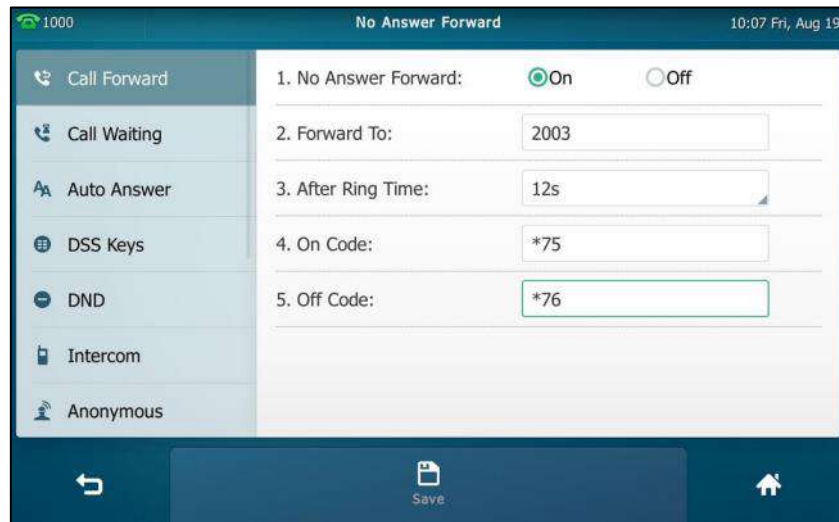 1000 No Answer Forward 10:07 Fri, Aug 19
Call Forward
Call Waiting
Auto Answer
DSS Keys
DND
Intercom
Anonymous
1. No Answer Forward: On Off
2. Forward To: 2003
3. After Ring Time: 12s
4. On Code: *75
5. Off Code: *76
Save